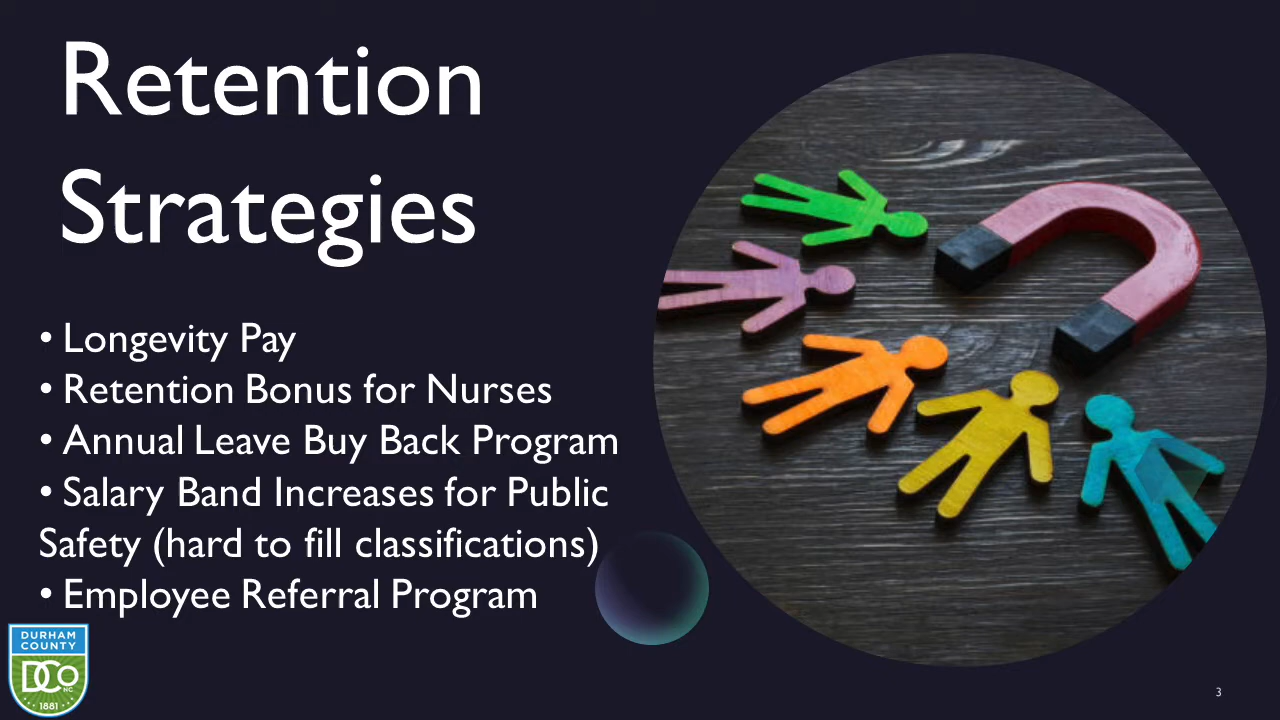 Retention
Strategies
• Longevity Pay
• Retention Bonus for Nurses
• Annual Leave Buy Back Program
• Salary Band Increases for Public
Safety (hard to fill classifications)
• Employee Referral Program
DURHAM
COUNTY
DCo
NC
1881
3